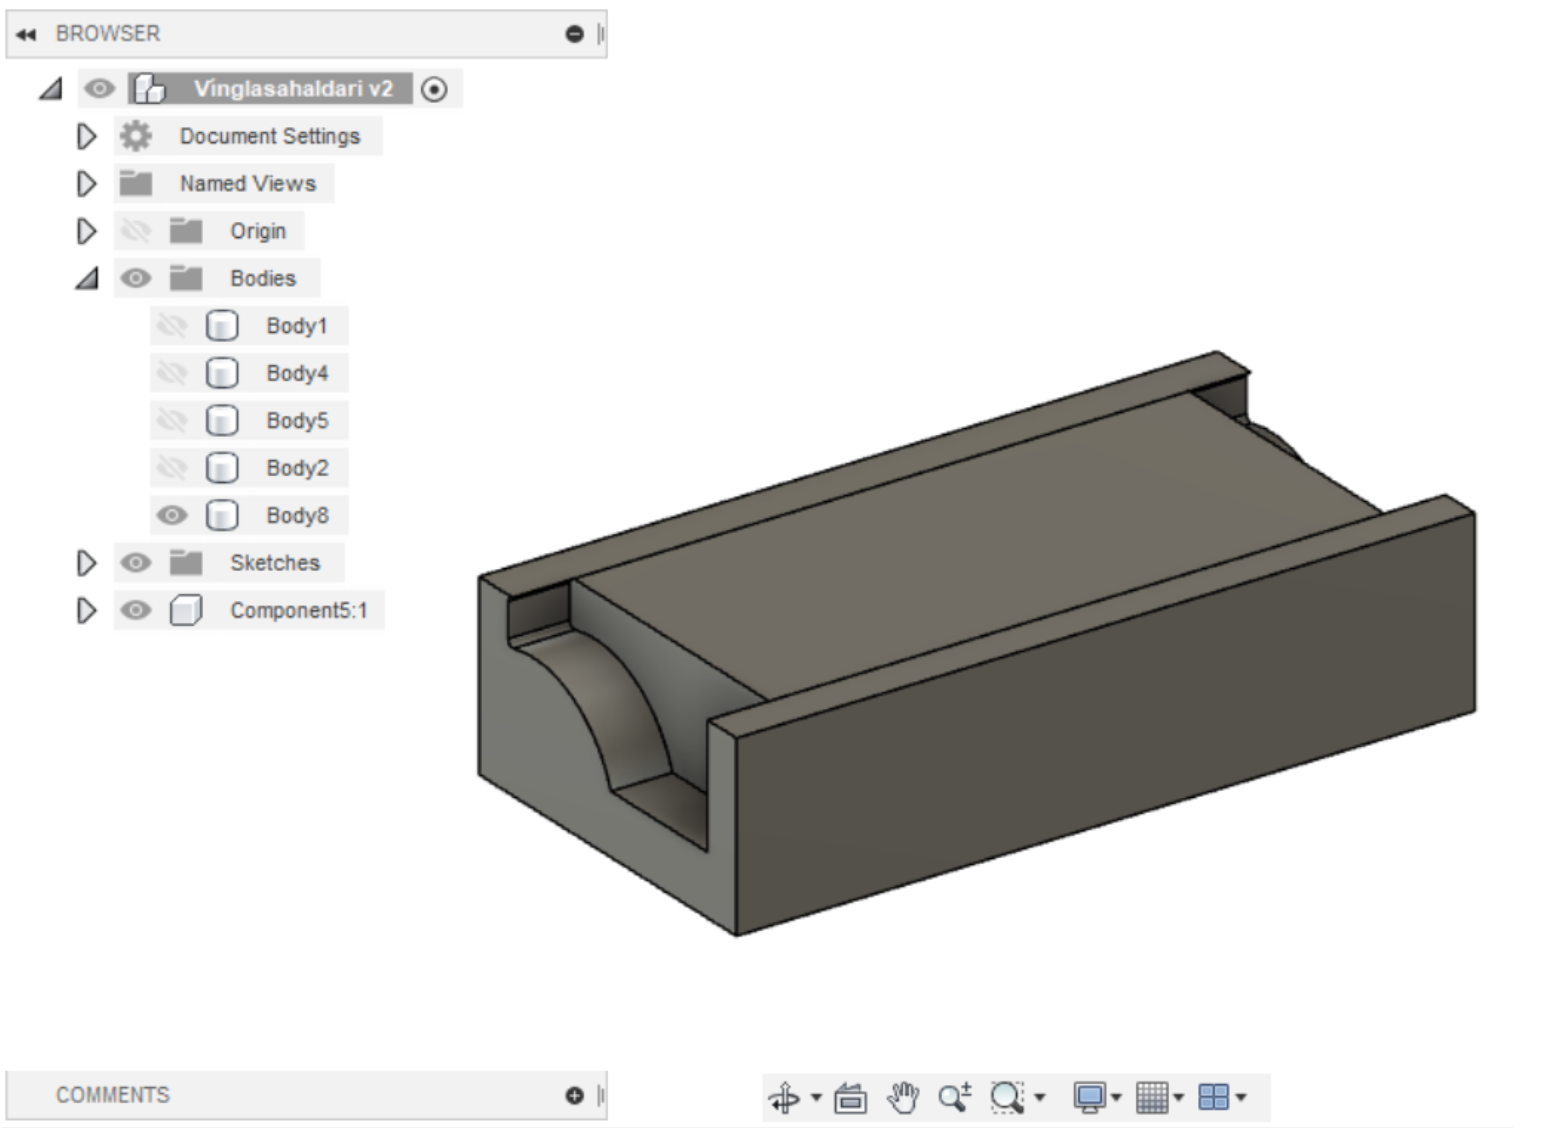 BROWSER
Vinglasahaldari v2
Document Settings
Named Views
Origin
Bodies
Body1
Body4
Body5
Body2
Body8
Sketches
Component5:1
COMMENTS